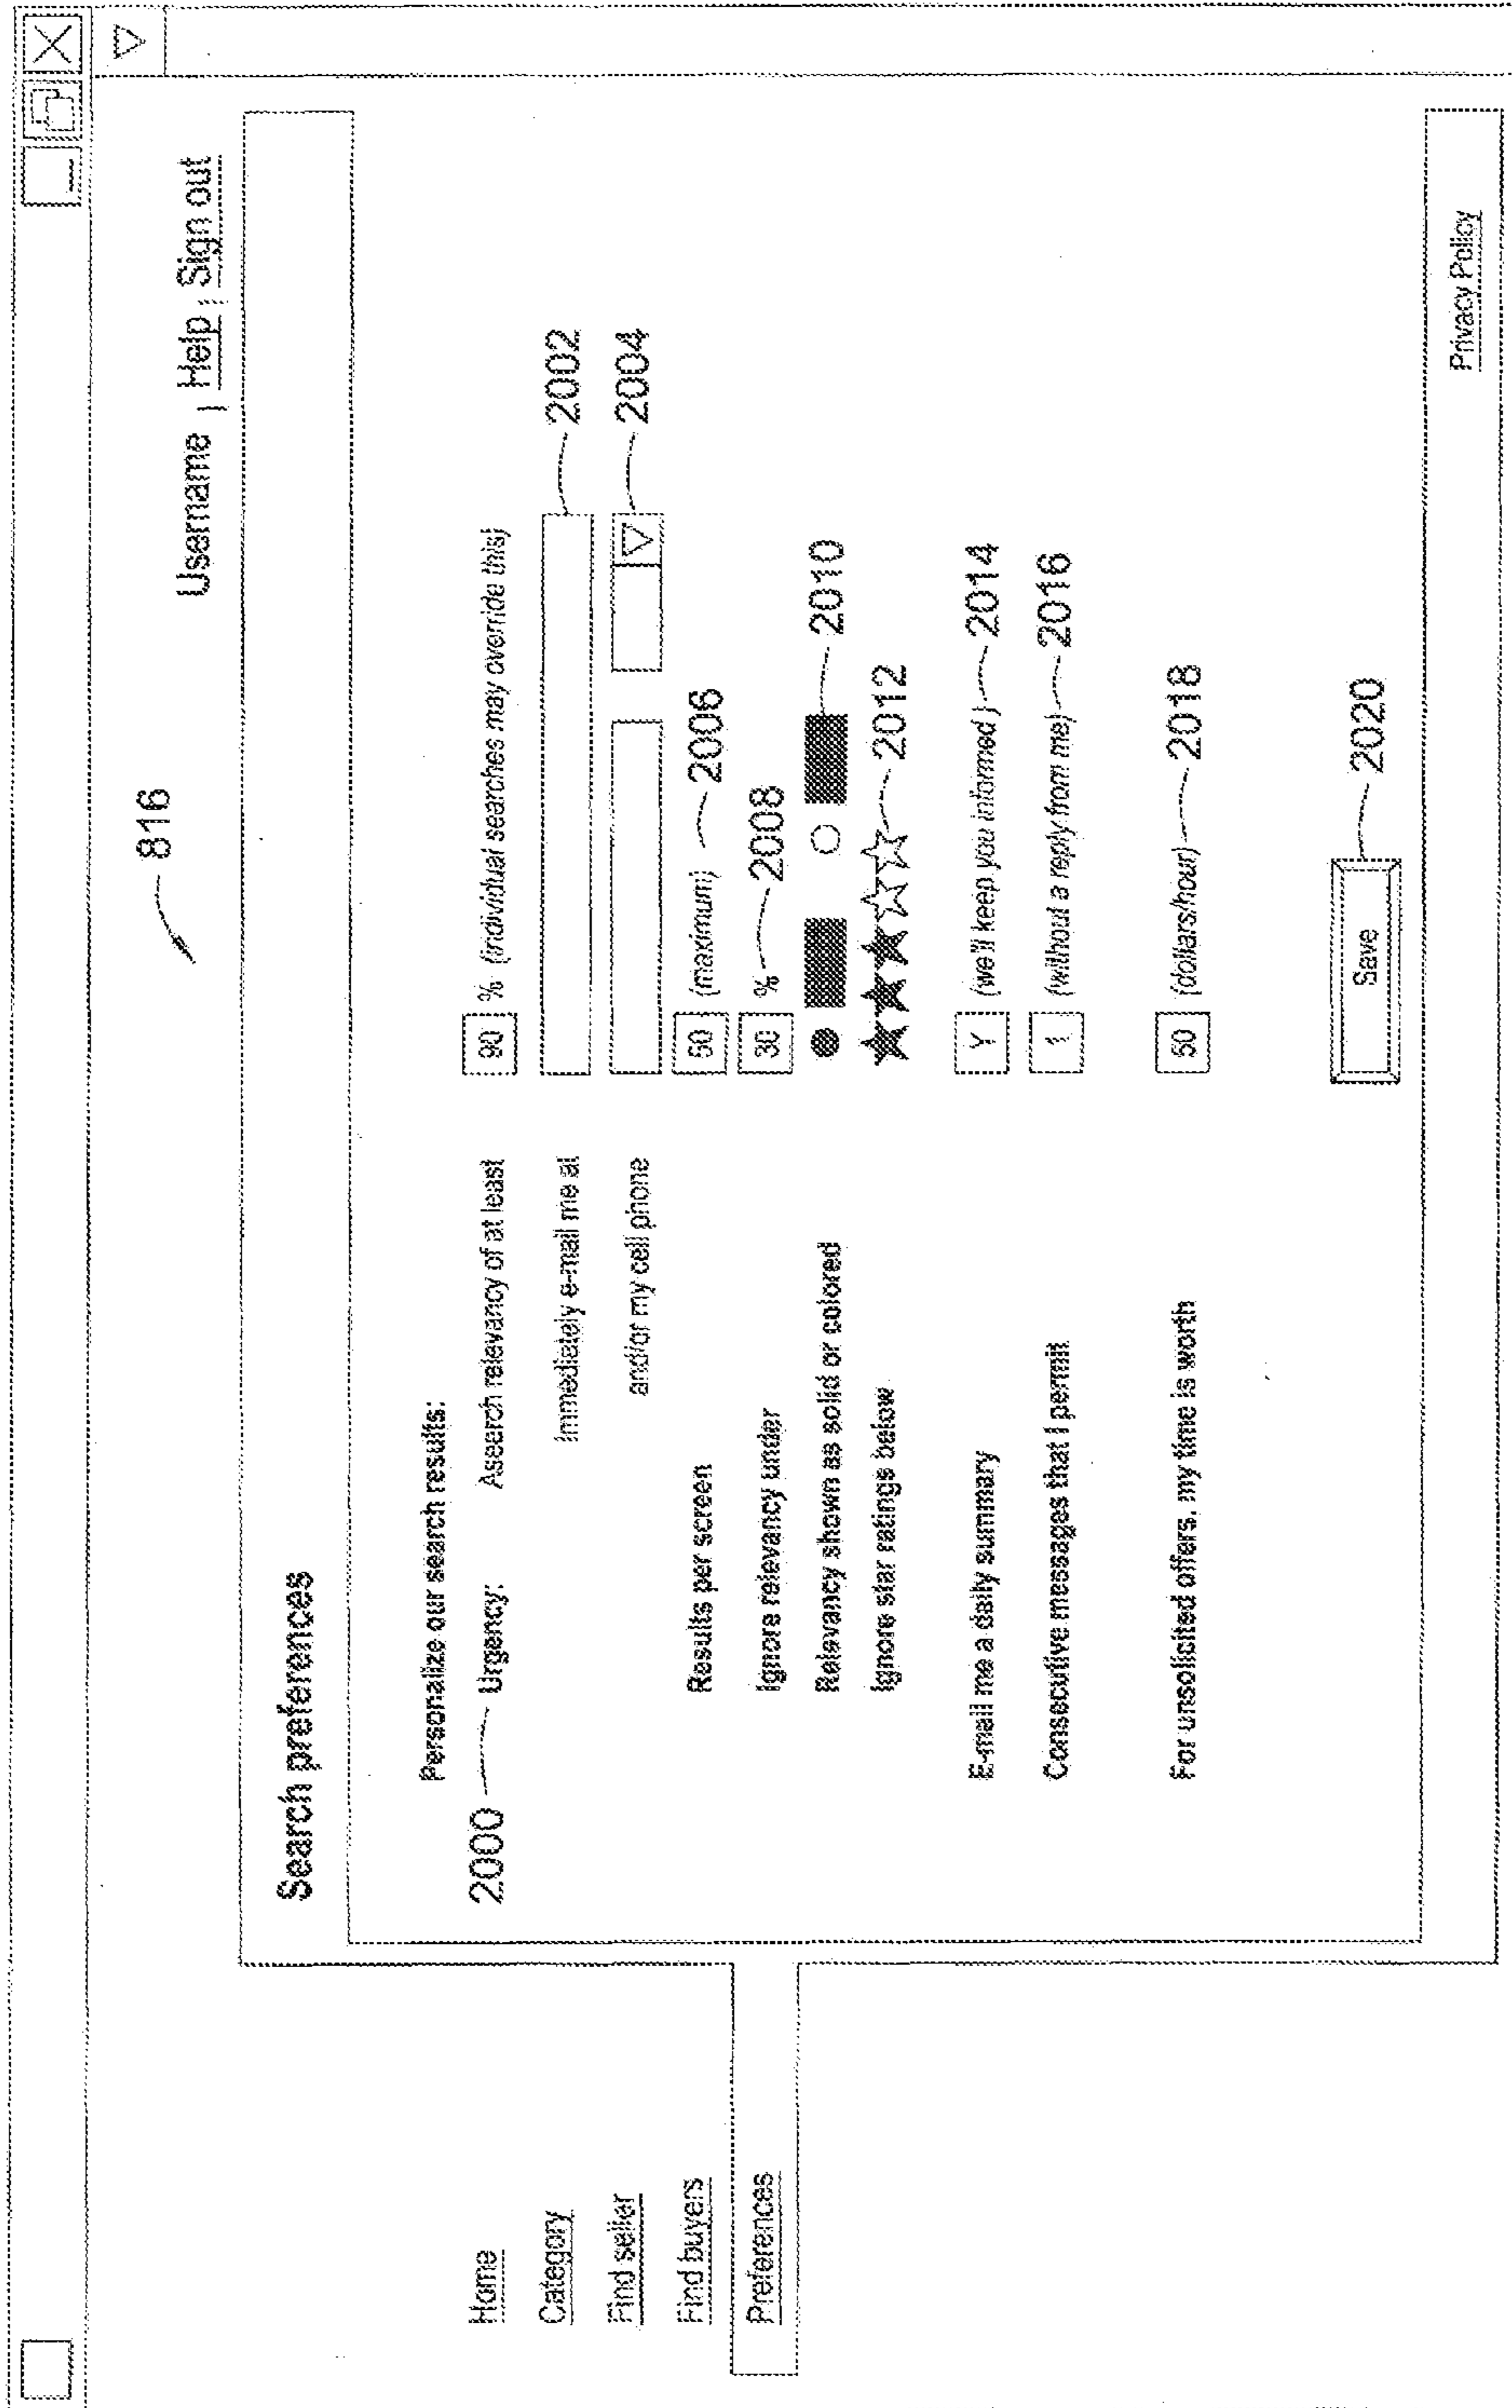 816
Username | Help | Sign out
Home
Category
Find seller
Find buyers
Preferences
Search preferences
Personalize our search results:
2000 Urgency: Asearch relevancy of at least 90 % (individual searches may override this)
Immediately e-mail me at 2002
and/or my cell phone 2004
Results per screen 50 (maximum) 2006
Ignore relevancy under 30 % 2008
Relevancy shown as solid or colored 2010
Ignore star ratings below 2012
E-mail me a daily summary Y (we'll keep you informed ) 2014
Consecutive messages that I permit 1 (without a reply from me) 2016
For unsolicited offers, my time is worth 50 (dollars/hour) 2018
Save 2020
Privacy Policy